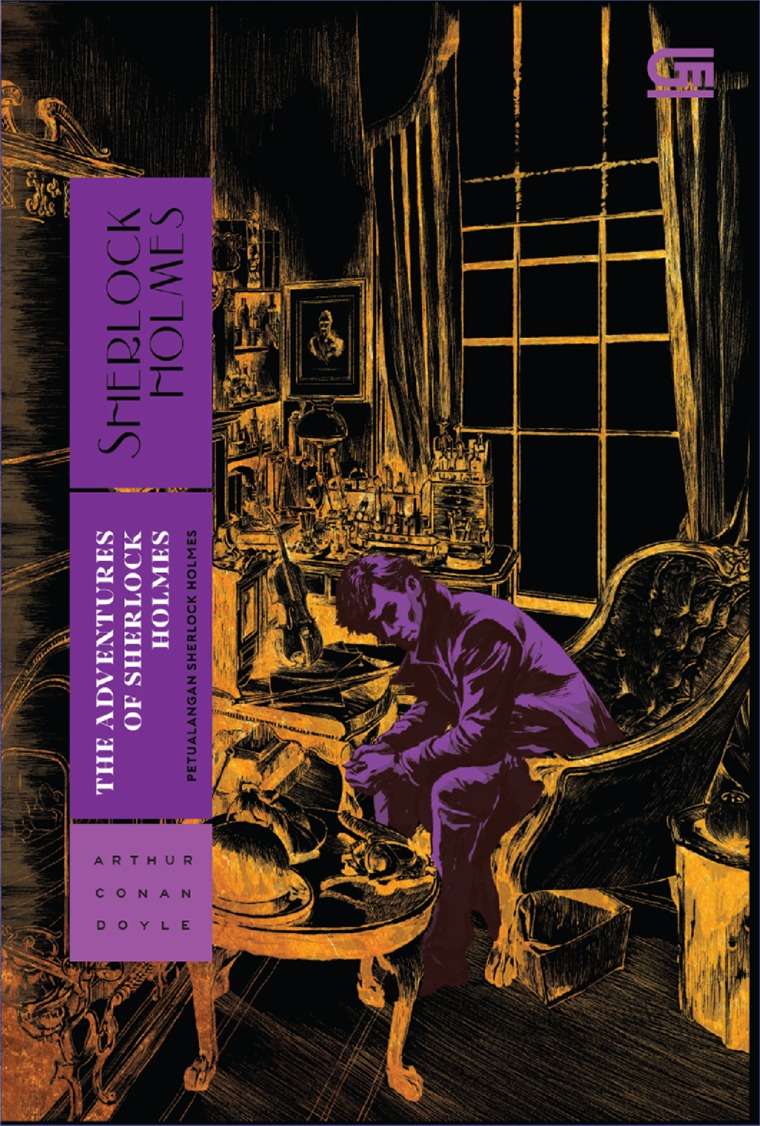 SHERLOCK
HOLMES
THE ADVENTURES
OF SHERLOCK
HOLMES
PETUALANGAN SHERLOCK HOLMES
ARTHUR
CONAN
DOYLE